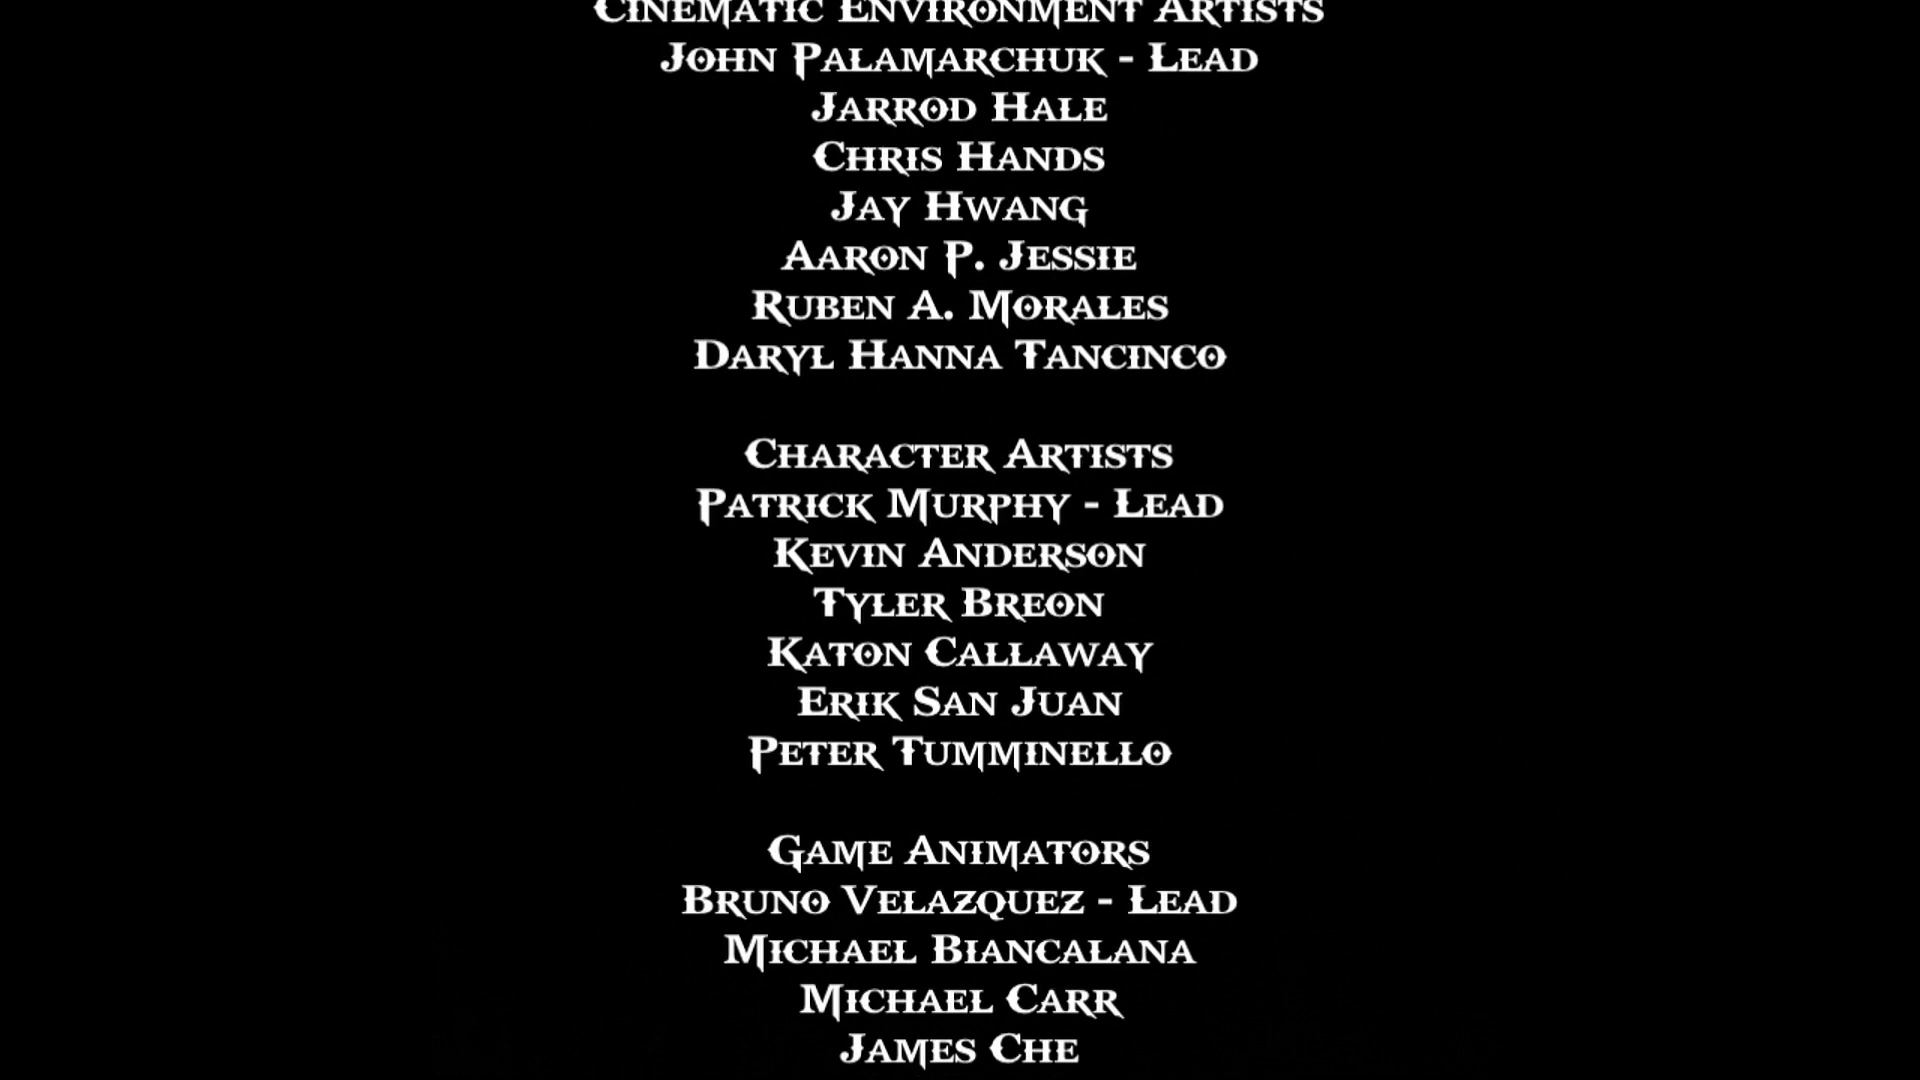 Cinematic Environment Artists
John Palamarchuk - Lead
Jarrod Hale
Chris Hands
Jay Hwang
Aaron P. Jessie
Ruben A. Morales
Daryl Hanna Tancinco
Character Artists
Patrick Murphy - Lead
Kevin Anderson
Tyler Breon
Katon Callaway
Erik San Juan
Peter Tumminello
Game Animators
Bruno Velazquez - Lead
Michael Biancalana
Michael Carr
James Che